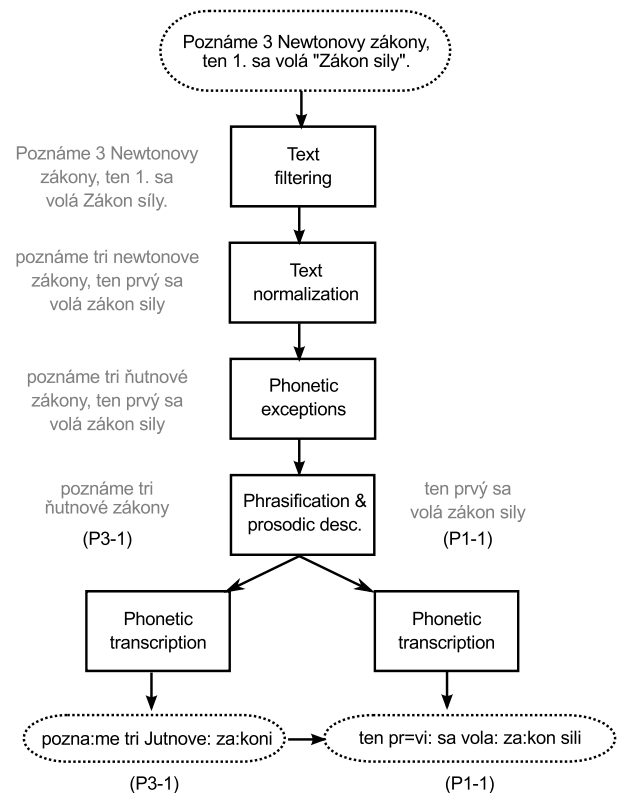 Poznáme 3 Newtonovy zákony,
ten 1. sa volá "Zákon sily".
Poznáme 3 Newtonovy
zákony, ten 1. sa
volá Zákon síly.
Text
filtering
poznáme tri newtonove
zákony, ten prvý sa
volá zákon sily
Text
normalization
poznáme tri ňutnové
zákony, ten prvý sa
volá zákon sily
Phonetic
exceptions
poznáme tri
ňutnové zákony
(P3-1)
Phrasification &
prosodic desc.
ten prvý sa
volá zákon sily
(P1-1)
Phonetic
transcription
Phonetic
transcription
pozna:me tri Jutnove: za:koni
ten pr=vi: sa vola: za:kon sili
(P3-1)
(P1-1)